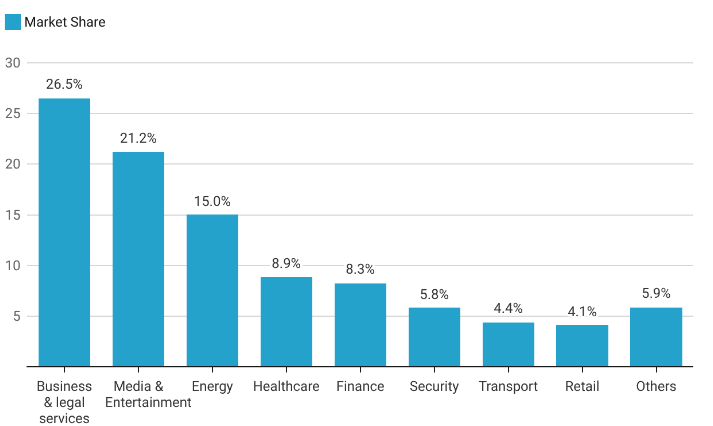 Market Share
30
25
20
15
10
5
26.5%
21.2%
15.0%
8.9%
8.3%
5.8%
4.4%
4.1%
5.9%
Business
& legal
services
Media &
Entertainment
Energy
Healthcare
Finance
Security
Transport
Retail
Others